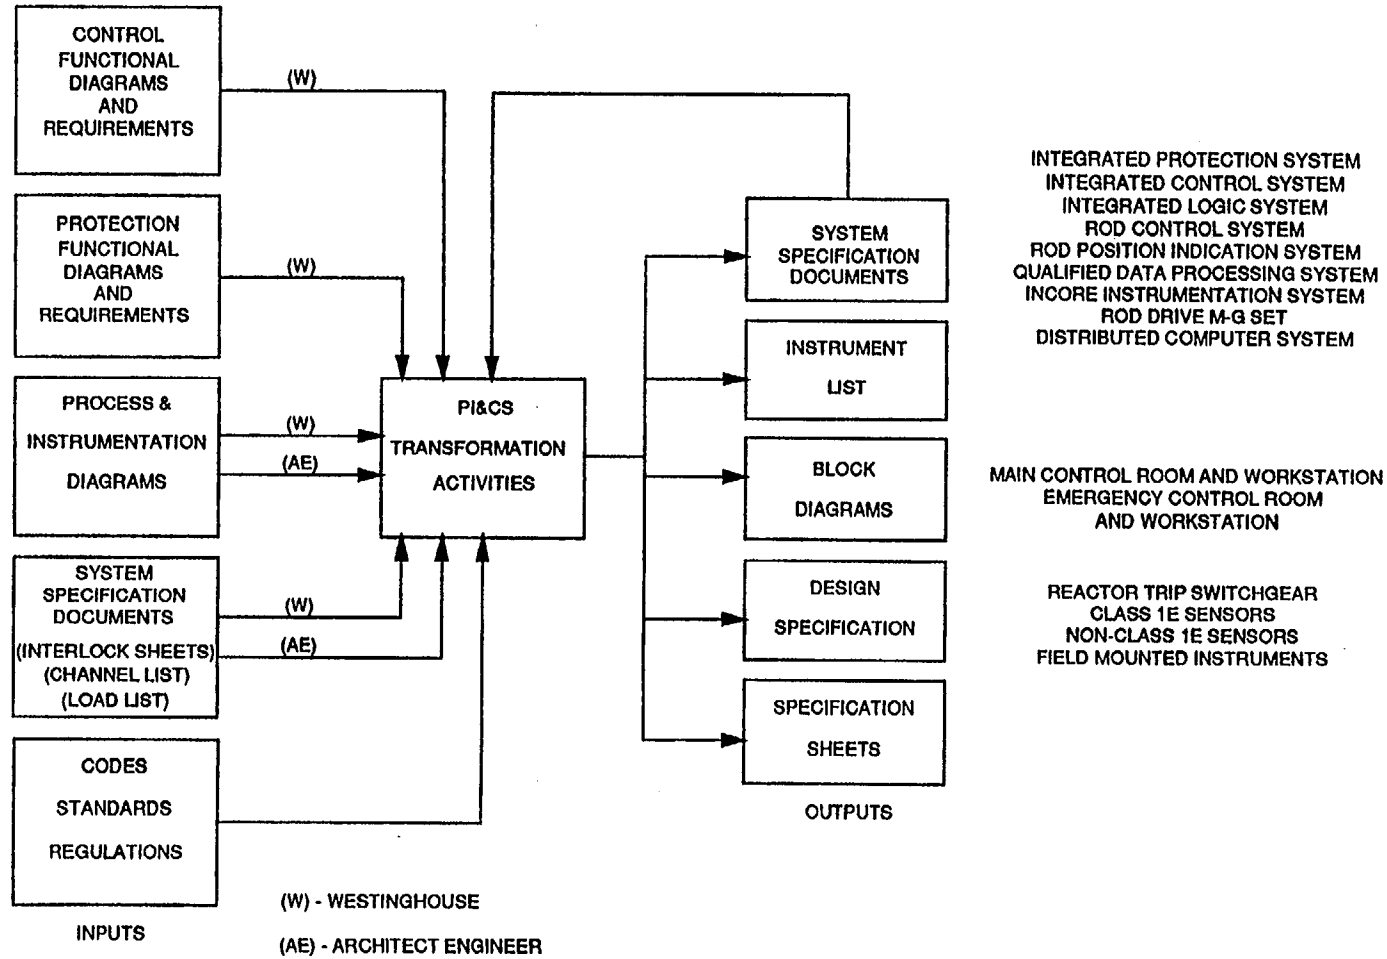 CONTROL
FUNCTIONAL
DIAGRAMS
AND
REQUIREMENTS
(W)
PROTECTION
FUNCTIONAL
DIAGRAMS
AND
REQUIREMENTS
(W)
PROCESS &
INSTRUMENTATION
DIAGRAMS
(W)
(AE)
SYSTEM
SPECIFICATION
DOCUMENTS
(INTERLOCK SHEETS)
(CHANNEL LIST)
(LOAD LIST)
(W)
(AE)
CODES
STANDARDS
REGULATIONS
INPUTS
PI&CS
TRANSFORMATION
ACTIVITIES
SYSTEM
SPECIFICATION
DOCUMENTS
INSTRUMENT
LIST
BLOCK
DIAGRAMS
DESIGN
SPECIFICATION
SPECIFICATION
SHEETS
OUTPUTS
INTEGRATED PROTECTION SYSTEM
INTEGRATED CONTROL SYSTEM
INTEGRATED LOGIC SYSTEM
ROD CONTROL SYSTEM
ROD POSITION INDICATION SYSTEM
QUALIFIED DATA PROCESSING SYSTEM
INCORE INSTRUMENTATION SYSTEM
ROD DRIVE M-G SET
DISTRIBUTED COMPUTER SYSTEM
MAIN CONTROL ROOM AND WORKSTATION
EMERGENCY CONTROL ROOM
AND WORKSTATION
REACTOR TRIP SWITCHGEAR
CLASS 1E SENSORS
NON-CLASS 1E SENSORS
FIELD MOUNTED INSTRUMENTS
(W) - WESTINGHOUSE
(AE) - ARCHITECT ENGINEER